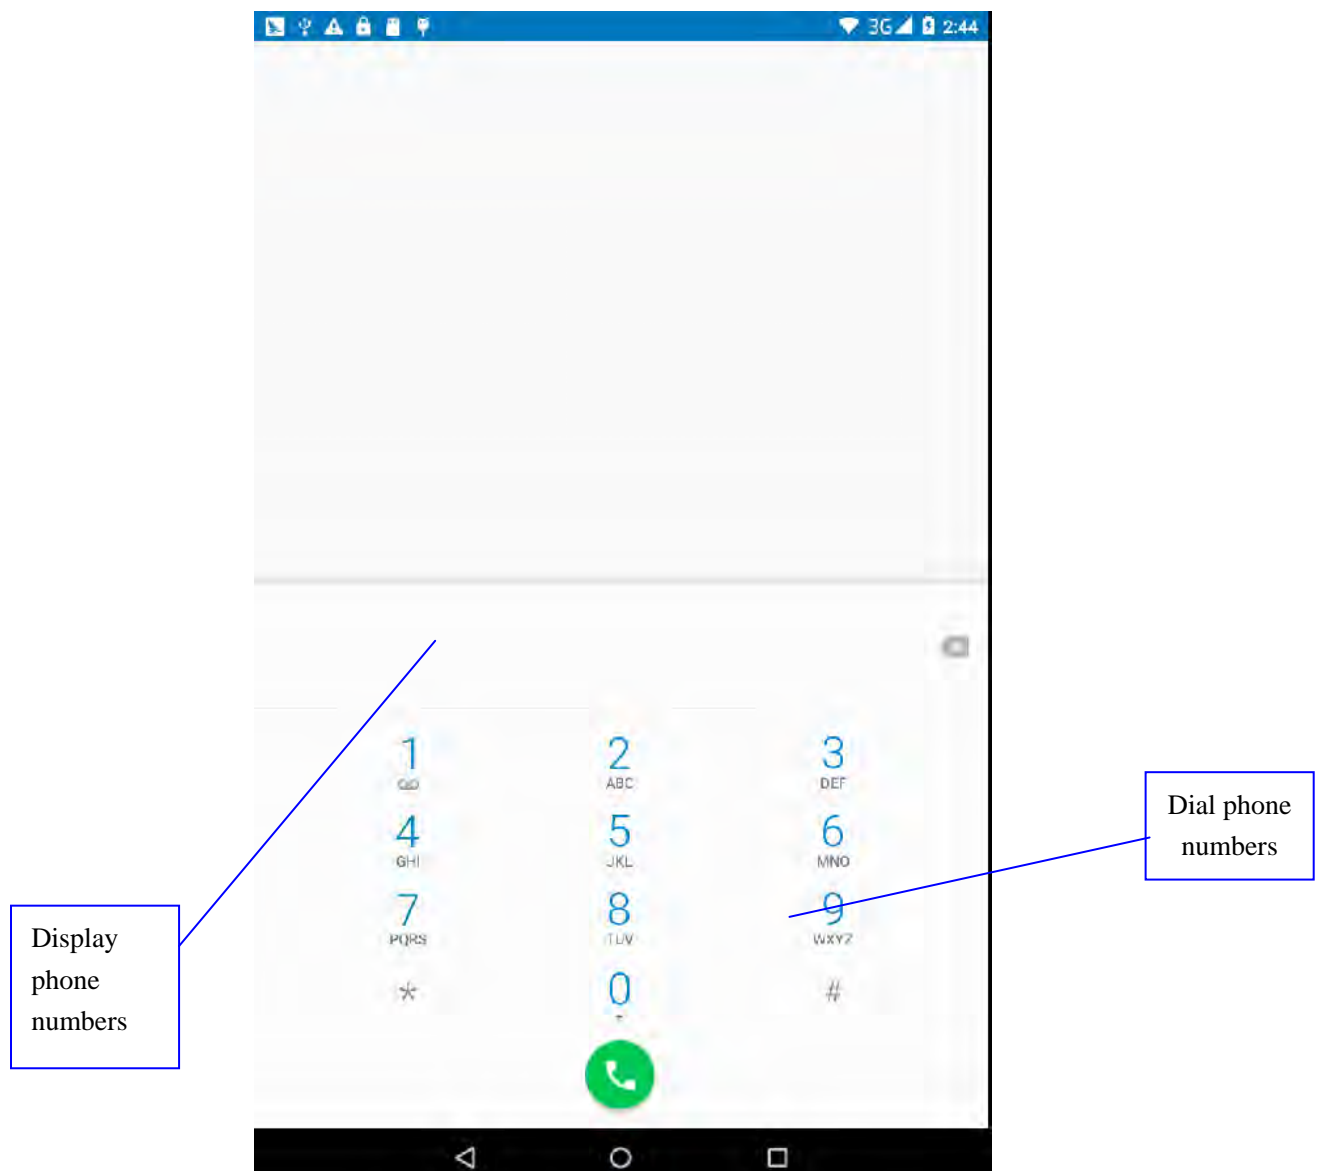 3G 2:44
1 2 3
ABC DEF
4 5 6
GHI JKL MNO
7 8 9
PQRS TUV WXYZ
* 0 #
+
Display
phone
numbers
Dial phone
numbers